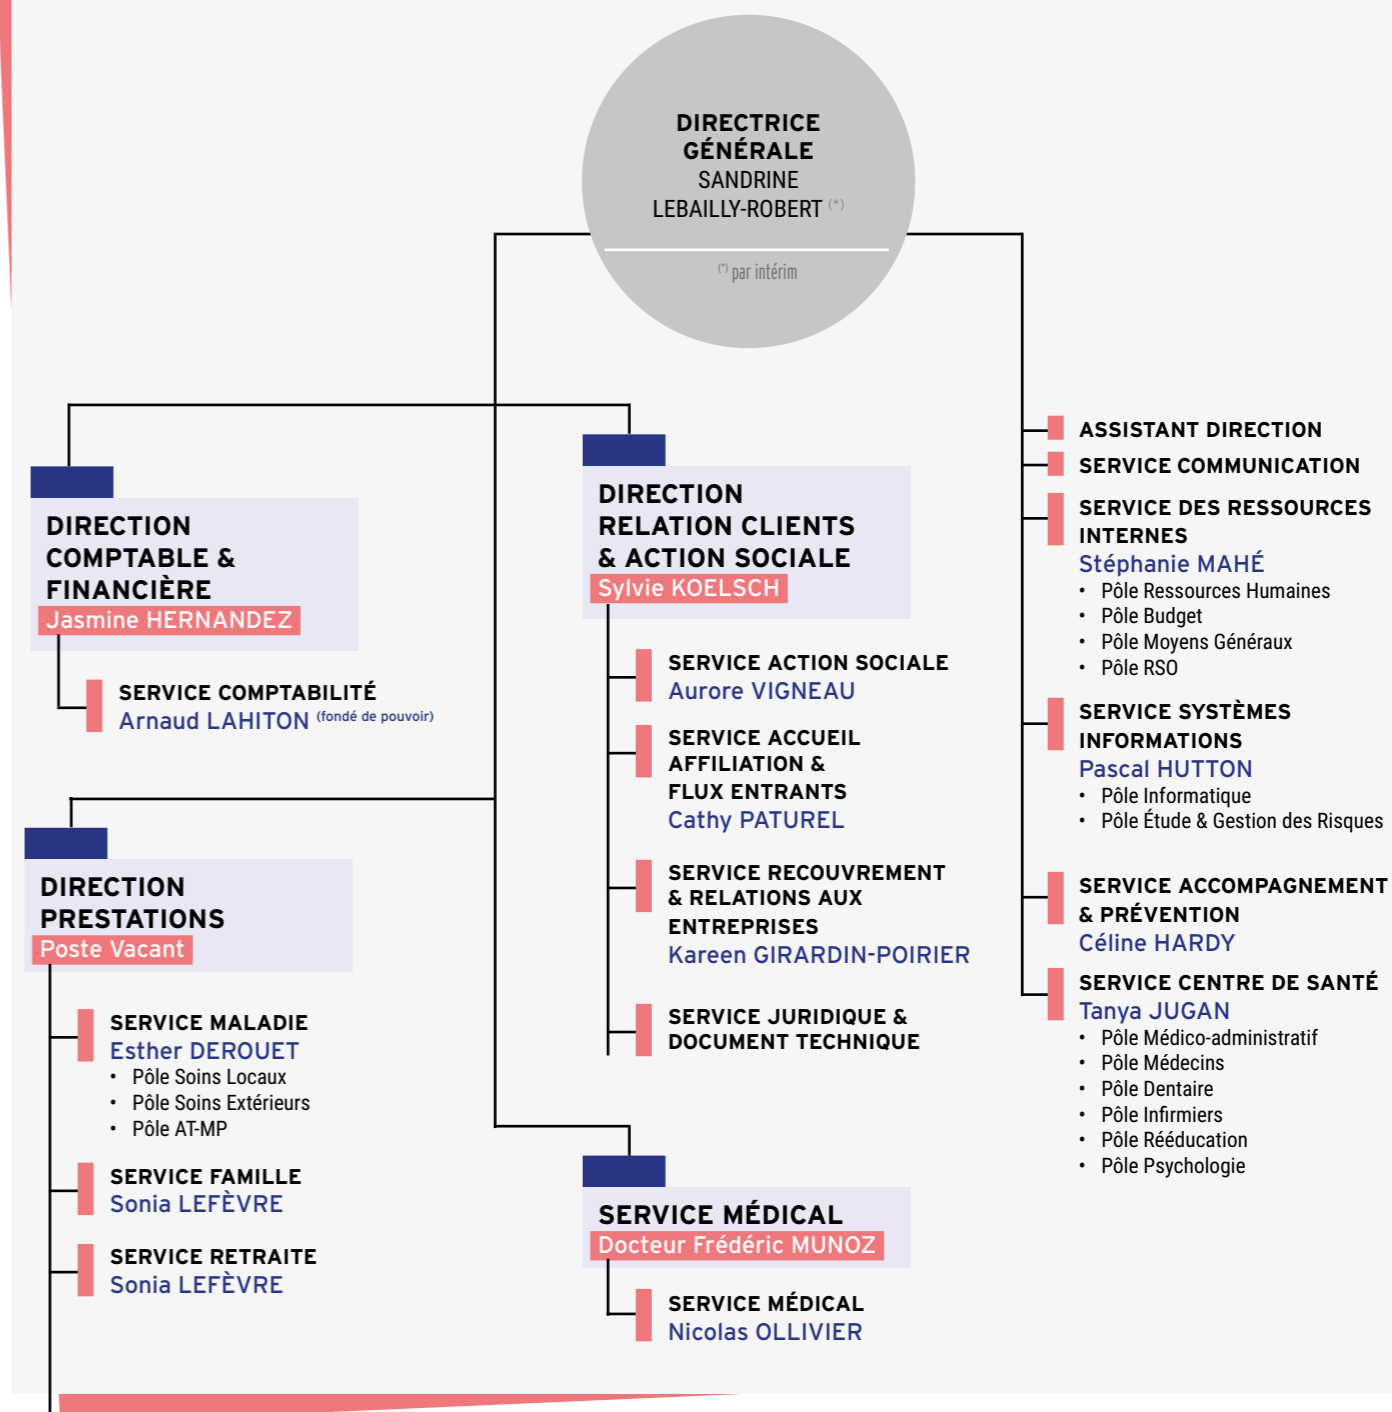 DIRECTRICE
GÉNÉRALE
SANDRINE
LEBAILLY-ROBERT (*)
(*) par intérim
DIRECTION
COMPTABLE &
FINANCIÈRE
Jasmine HERNANDEZ
SERVICE COMPTABILITÉ
Arnaud LAHITON (fondé de pouvoir)
DIRECTION
PRESTATIONS
Poste Vacant
SERVICE MALADIE
Esther DEROUET
• Pôle Soins Locaux
• Pôle Soins Extérieurs
• Pôle AT-MP
SERVICE FAMILLE
Sonia LEFÈVRE
SERVICE RETRAITE
Sonia LEFÈVRE
DIRECTION
RELATION CLIENTS
& ACTION SOCIALE
Sylvie KOELSCH
SERVICE ACTION SOCIALE
Aurore VIGNEAU
SERVICE ACCUEIL
AFFILIATION &
FLUX ENTRANTS
Cathy PATUREL
SERVICE RECOUVREMENT
& RELATIONS AUX
ENTREPRISES
Kareen GIRARDIN-POIRIER
SERVICE JURIDIQUE &
DOCUMENT TECHNIQUE
SERVICE MÉDICAL
Docteur Frédéric MUNOZ
SERVICE MÉDICAL
Nicolas OLLIVIER
ASSISTANT DIRECTION
SERVICE COMMUNICATION
SERVICE DES RESSOURCES
INTERNES
Stéphanie MAHÉ
• Pôle Ressources Humaines
• Pôle Budget
• Pôle Moyens Généraux
• Pôle RSO
SERVICE SYSTÈMES
INFORMATIONS
Pascal HUTTON
• Pôle Informatique
• Pôle Étude & Gestion des Risques
SERVICE ACCOMPAGNEMENT
& PRÉVENTION
Céline HARDY
SERVICE CENTRE DE SANTÉ
Tanya JUGAN
• Pôle Médico-administratif
• Pôle Médecins
• Pôle Dentaire
• Pôle Infirmiers
• Pôle Rééducation
• Pôle Psychologie